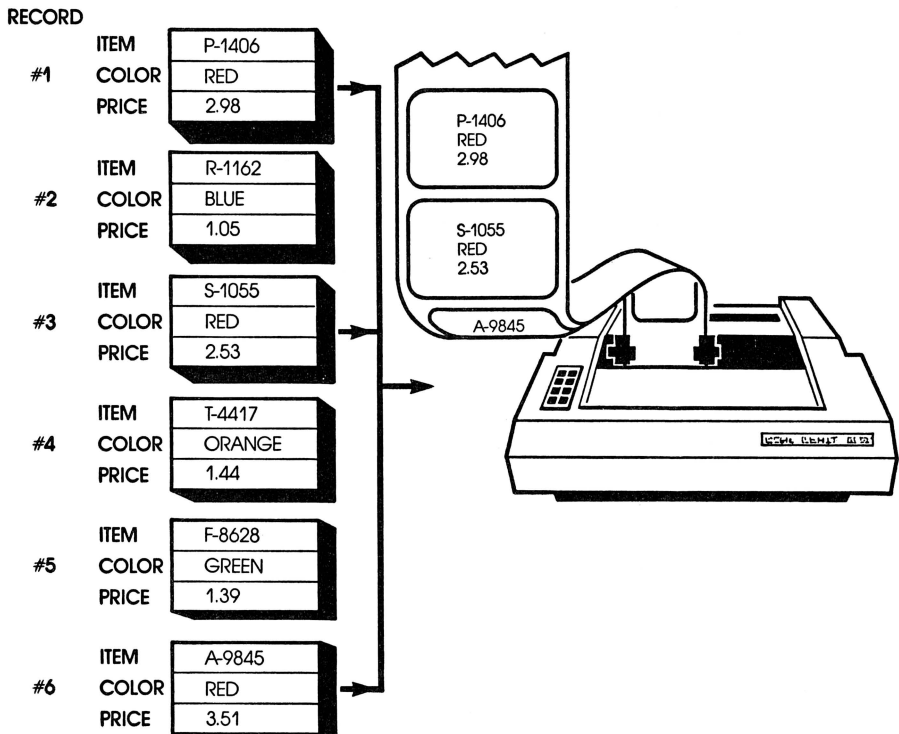 RECORD
#1
ITEM P-1406
COLOR RED
PRICE 2.98
#2
ITEM R-1162
COLOR BLUE
PRICE 1.05
#3
ITEM S-1055
COLOR RED
PRICE 2.53
#4
ITEM T-4417
COLOR ORANGE
PRICE 1.44
#5
ITEM F-8628
COLOR GREEN
PRICE 1.39
#6
ITEM A-9845
COLOR RED
PRICE 3.51
P-1406
RED
2.98
S-1055
RED
2.53
A-9845